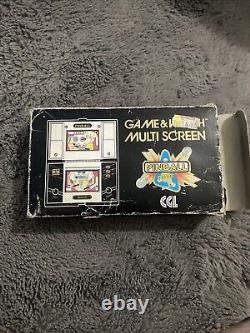 GAME & WATCH
MULTI SCREEN
PINBALL
CGL